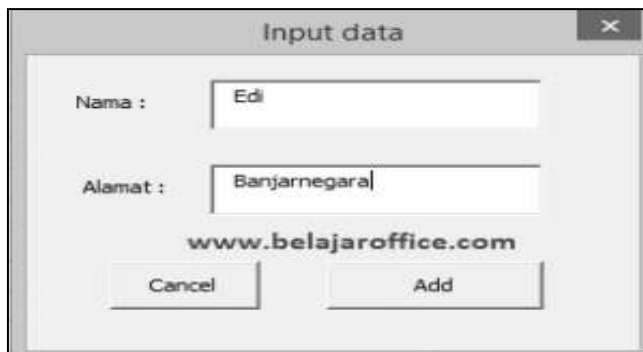 Input data
Nama : Edi
Alamat : Banjarnegara
www.belajaroffice.com
Cancel Add